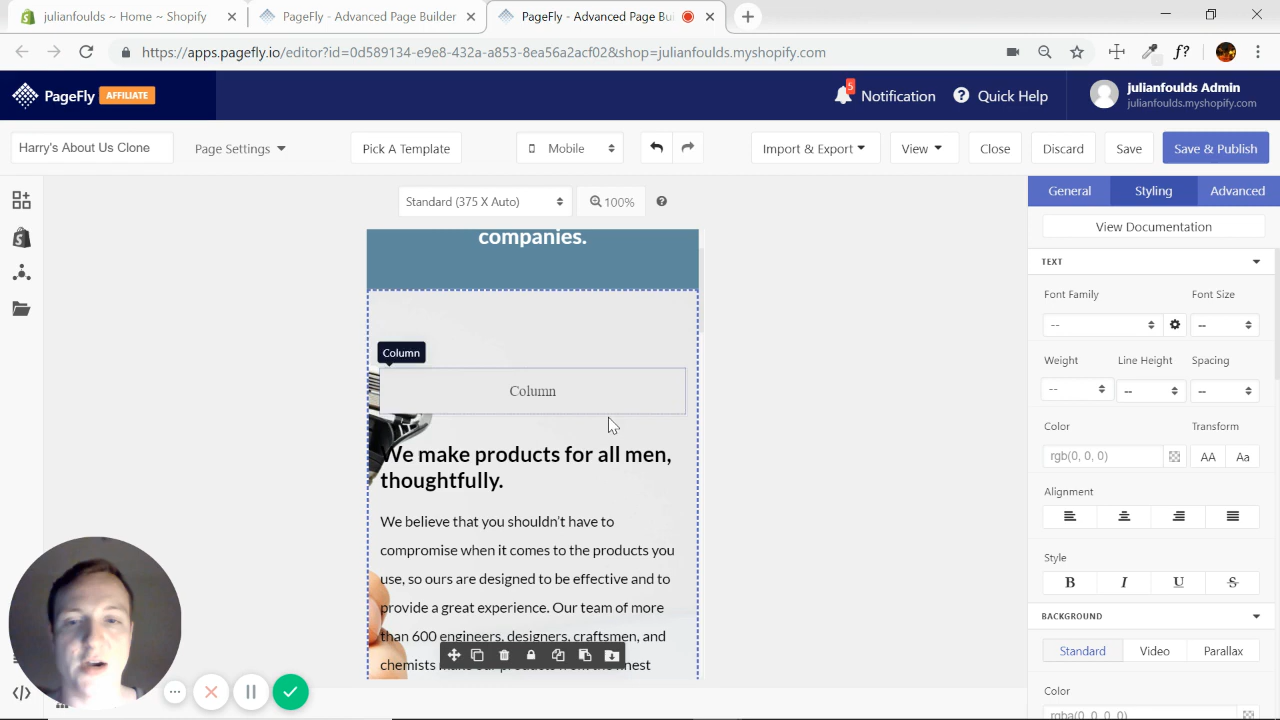 julianfoulds ~ Home ~ Shopify
PageFly - Advanced Page Builder
PageFly - Advanced Page Bui
https://apps.pagefly.io/editor?id=0d589134-e9e8-432a-a853-8ea56a2acf02&shop=julianfoulds.myshopify.com
f?
PageFly
AFFILIATE
5
Notification
Quick Help
julianfoulds Admin
julianfoulds.myshopify.com
Harry's About Us Clone
Page Settings
Pick A Template
Mobile
Import & Export
View
Close
Discard
Save
Save & Publish
Standard (375 X Auto)
100%
General
Styling
Advanced
View Documentation
TEXT
Font Family
Font Size
--
--
Weight
Line Height
Spacing
--
--
--
Color
Transform
rgb(0, 0, 0)
AA
Aa
Alignment
Style
B
I
U
S
BACKGROUND
Standard
Video
Parallax
Color
rgba(0, 0, 0, 0)
companies.
Column
Column
We make products for all men,
thoughtfully.
We believe that you shouldn't have to
compromise when it comes to the products you
use, so ours are designed to be effective and to
provide a great experience. Our team of more
than 600 engineers, designers, craftsmen, and
chemists